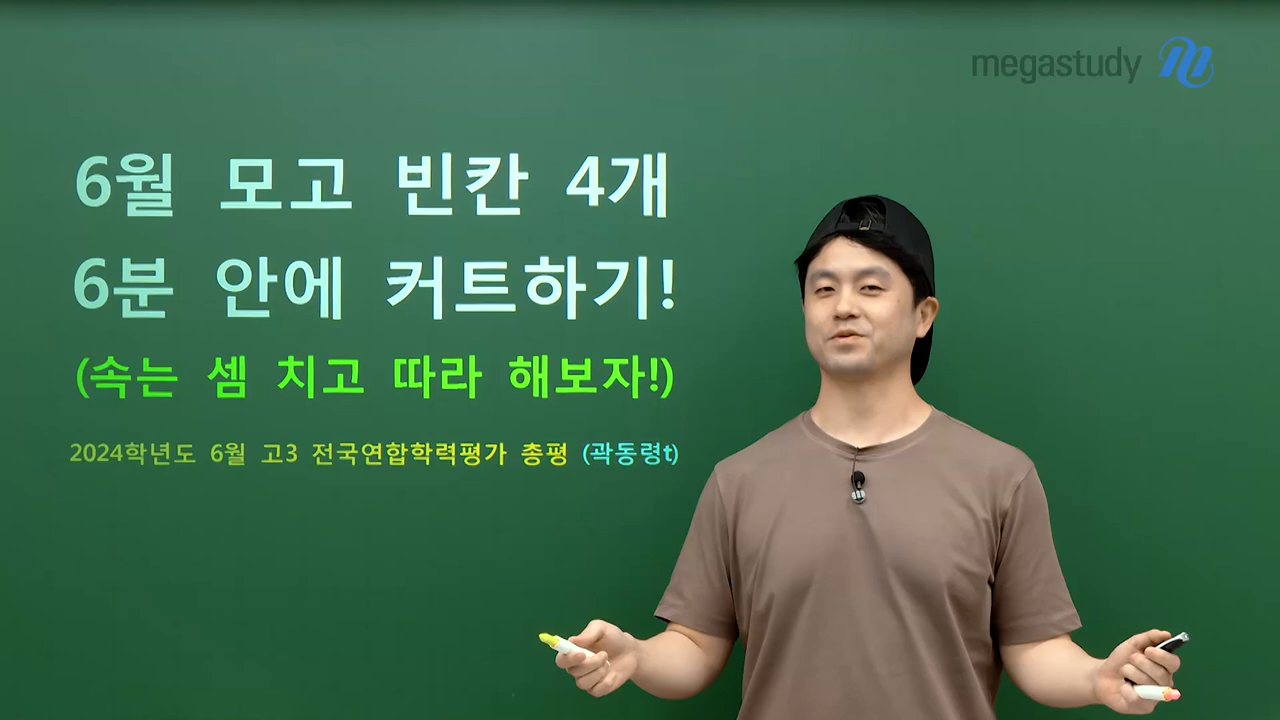 megastudy
6월 모고 빈칸 4개
6분 안에 커트하기!
(속는 셈 치고 따라 해보자!)
2024학년도 6월 고3 전국연합학력평가 총평 (곽동령t)